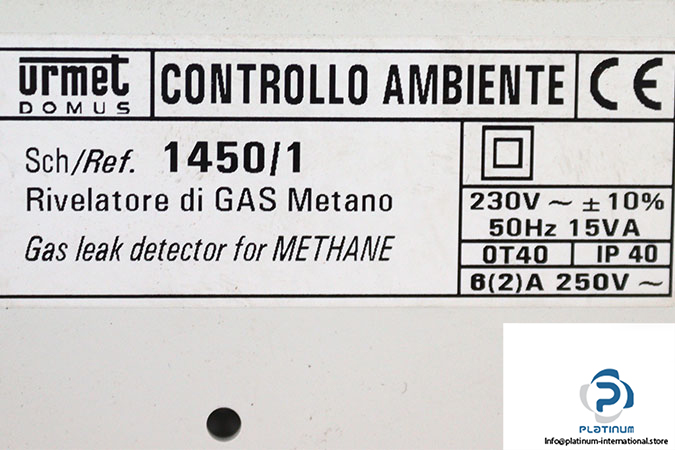 urmet
DOMUS
CONTROLLO AMBIENTE
CE
Sch/Ref. 1450/1
Rivelatore di GAS Metano
Gas leak detector for METHANE
230V ~ ± 10%
50Hz 15VA
0T40
IP 40
6(2)A 250V ~
PLATINUM
Info@platinum-international.store